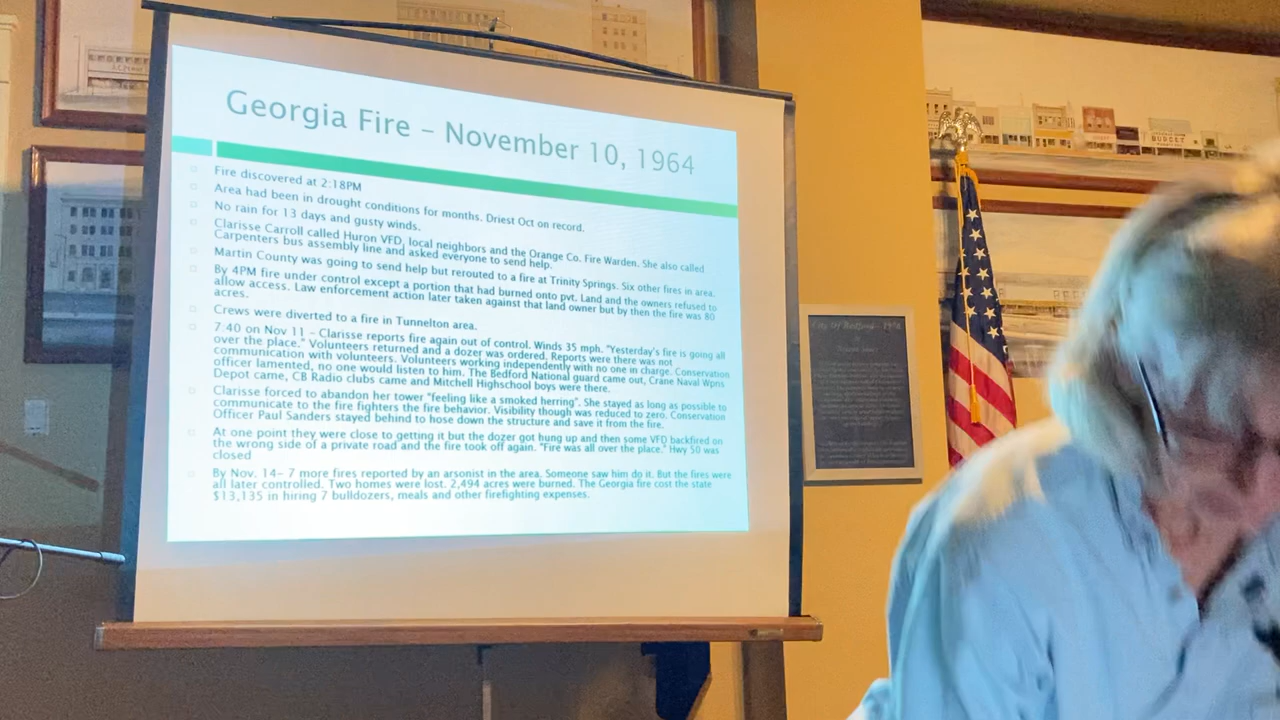 Georgia Fire – November 10, 1964
Fire discovered at 2:18PM
Area had been in drought conditions for months. Driest Oct on record.
No rain for 13 days and gusty winds.
Clarisse Carroll called Huron VFD, local neighbors and the Orange Co. Fire Warden. She also called
Carpenters bus assembly line and asked everyone to send help.
Martin County was going to send help but rerouted to a fire at Trinity Springs. Six other fires in area.
By 4PM fire under control except a portion that had burned onto pvt. Land and the owners refused to
allow access. Law enforcement action later taken against that land owner but by then the fire was 80
acres.
Crews were diverted to a fire in Tunnelton area.
7:40 on Nov 11 – Clarisse reports fire again out of control. Winds 35 mph. "Yesterday's fire is going all
over the place." Volunteers returned and a dozer was ordered. Reports were there was not
communication with volunteers. Volunteers working independently with no one in charge. Conservation
officer lamented, no one would listen to him. The Bedford National guard came out, Crane Naval Wpns
Depot came, CB Radio clubs came and Mitchell Highschool boys were there.
Clarisse forced to abandon her tower "feeling like a smoked herring". She stayed as long as possible to
communicate to the fire fighters the fire behavior. Visibility though was reduced to zero. Conservation
Officer Paul Sanders stayed behind to hose down the structure and save it from the fire.
At one point they were close to getting it but the dozer got hung up and then some VFD backfired on
the wrong side of a private road and the fire took off again. "Fire was all over the place." Hwy 50 was
closed
By Nov. 14– 7 more fires reported by an arsonist in the area. Someone saw him do it. But the fires were
all later controlled. Two homes were lost. 2,494 acres were burned. The Georgia fire cost the state
$13,135 in hiring 7 bulldozers, meals and other firefighting expenses.
City Of Bedford
BUDGET